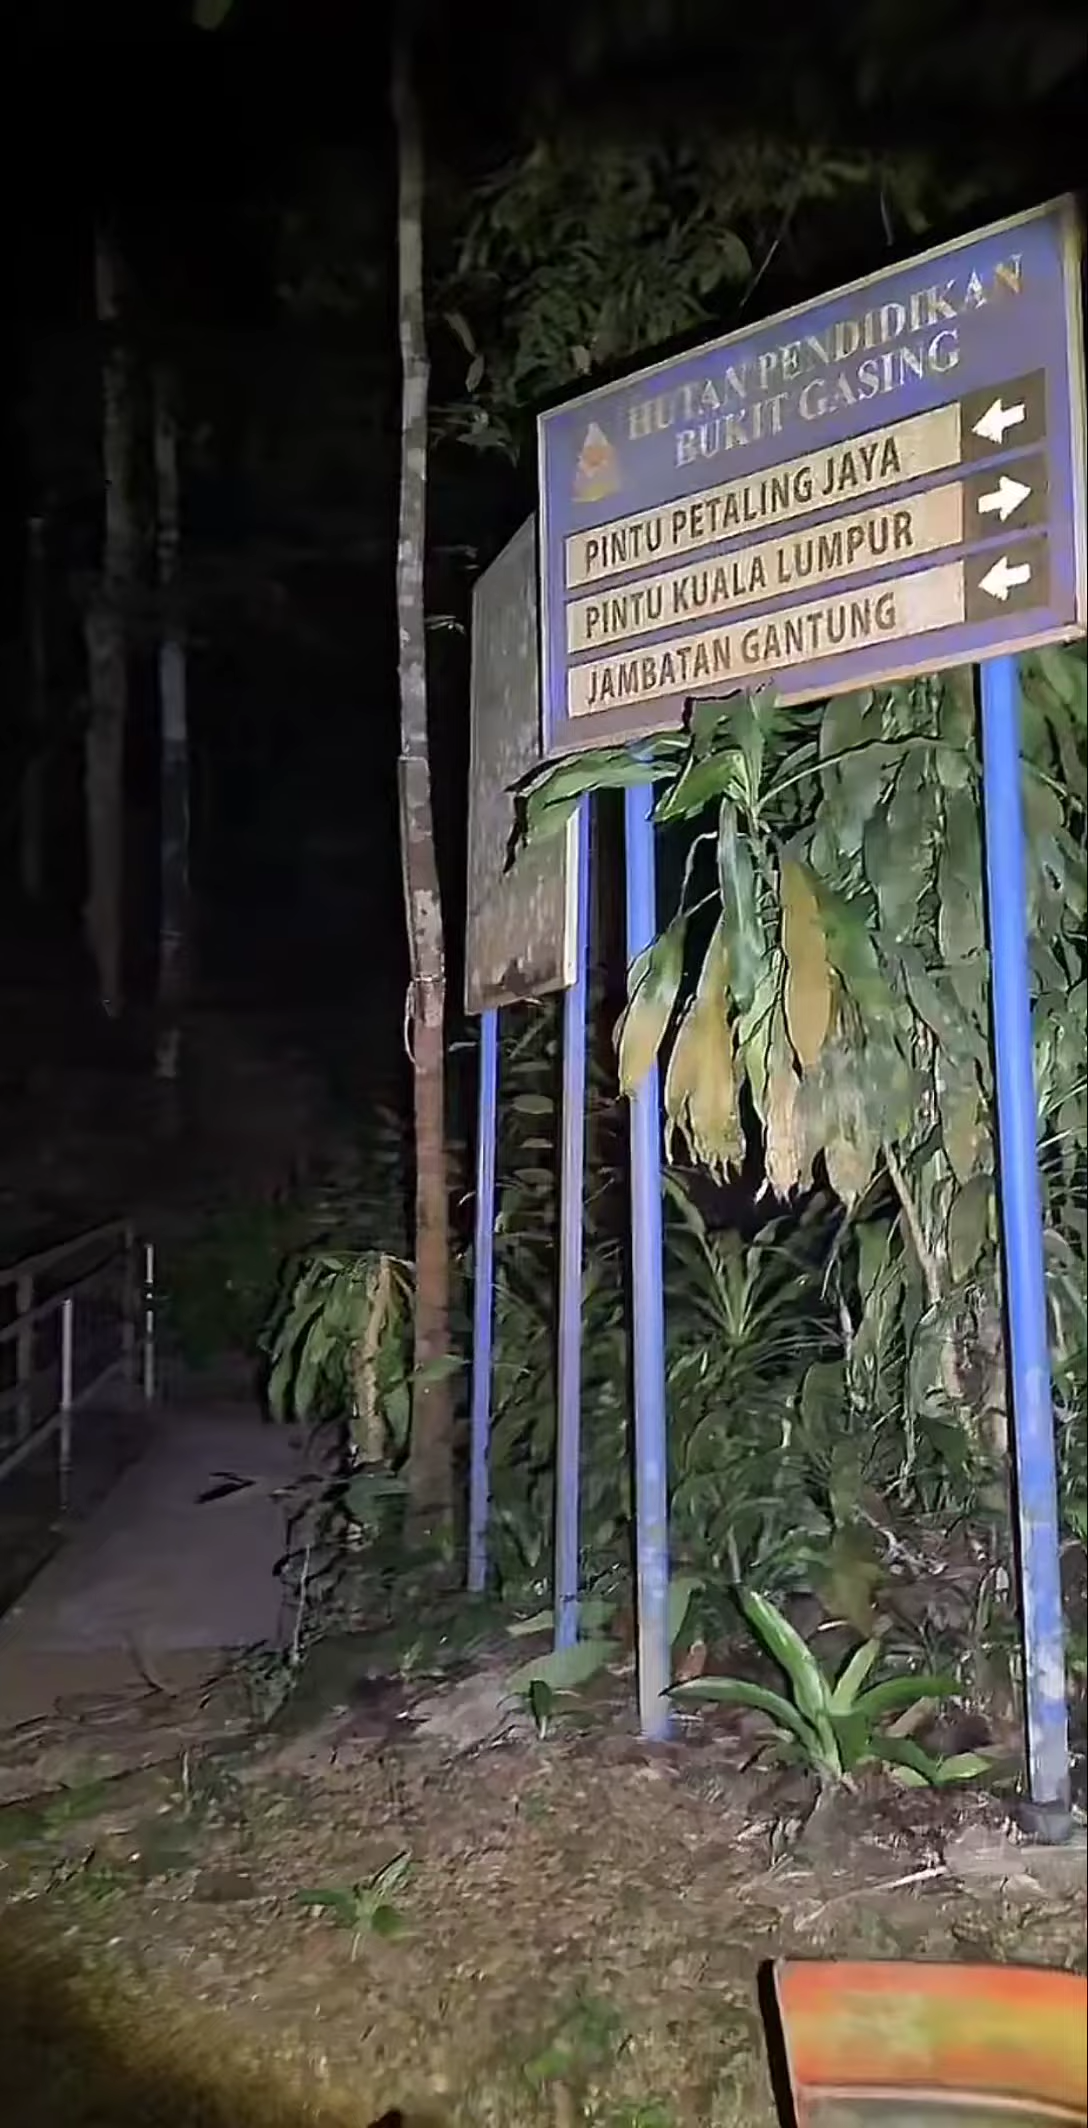 HUTAN PENDIDIKAN
BUKIT GASING
PINTU PETALING JAYA
PINTU KUALA LUMPUR
JAMBATAN GANTUNG